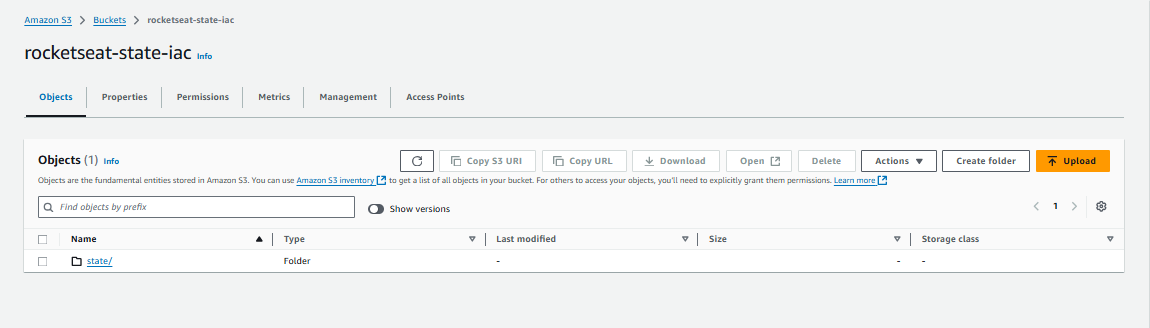 Amazon S3 > Buckets > rocketseat-state-iac
rocketseat-state-iac Info
Objects Properties Permissions Metrics Management Access Points
Objects (1) Info Copy S3 URI Copy URL Download Open Delete Actions Create folder Upload
Objects are the fundamental entities stored in Amazon S3. You can use Amazon S3 inventory to get a list of all objects in your bucket. For others to access your objects, you'll need to explicitly grant them permissions. Learn more
Find objects by prefix Show versions 1
Name Type Last modified Size Storage class
state/ Folder - - -